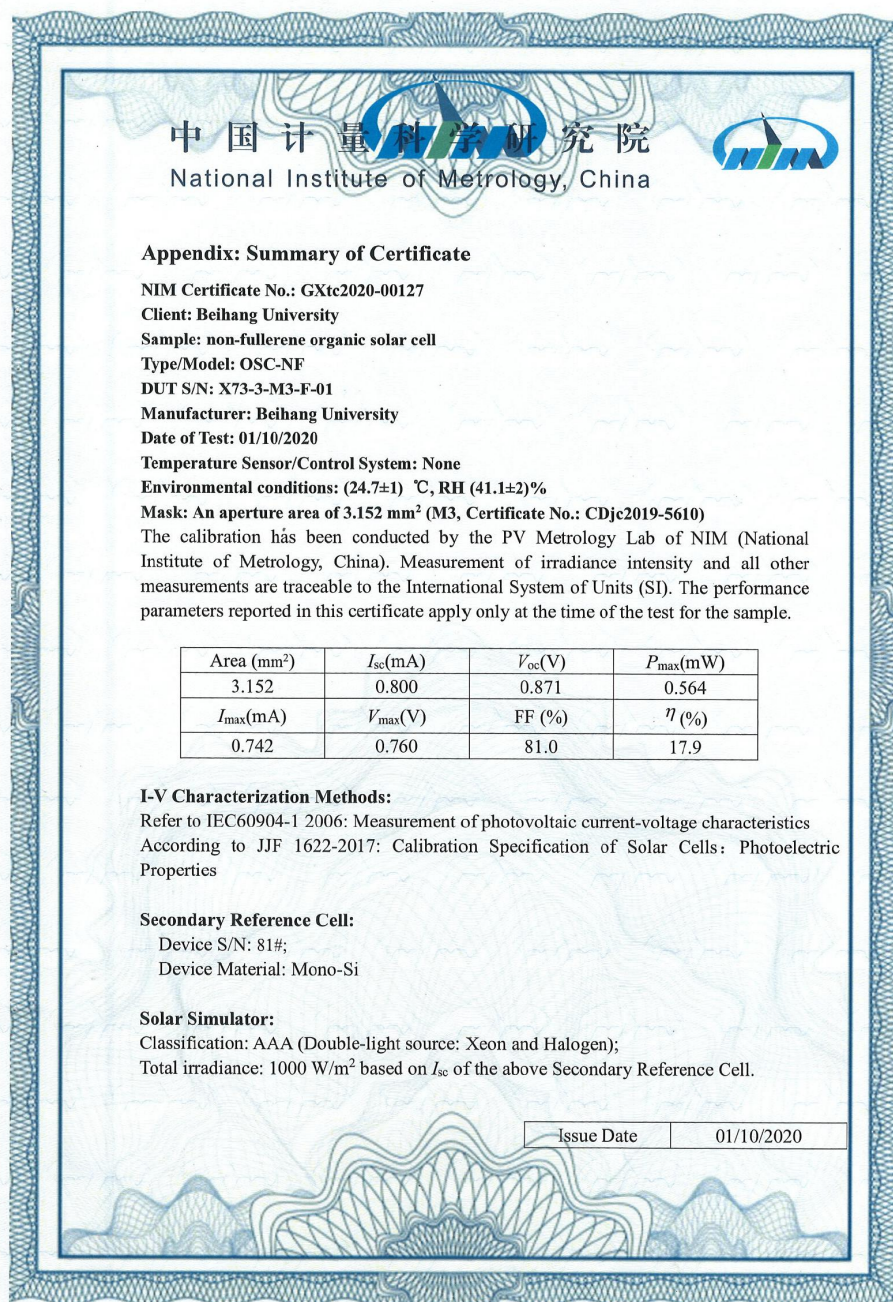 中国计量科学研究院
NIM
National Institute of Metrology, China
Appendix: Summary of Certificate
NIM Certificate No.: GXtc2020-00127
Client: Beihang University
Sample: non-fullerene organic solar cell
Type/Model: OSC-NF
DUT S/N: X73-3-M3-F-01
Manufacturer: Beihang University
Date of Test: 01/10/2020
Temperature Sensor/Control System: None
Environmental conditions: (24.7±1) ℃, RH (41.1±2)%
Mask: An aperture area of 3.152 mm² (M3, Certificate No.: CDjc2019-5610)
The calibration has been conducted by the PV Metrology Lab of NIM (National
Institute of Metrology, China). Measurement of irradiance intensity and all other
measurements are traceable to the International System of Units (SI). The performance
parameters reported in this certificate apply only at the time of the test for the sample.
Area (mm²) Isc(mA) Voc(V) Pmax(mW)
3.152 0.800 0.871 0.564
Imax(mA) Vmax(V) FF (%) η (%)
0.742 0.760 81.0 17.9
I-V Characterization Methods:
Refer to IEC60904-1 2006: Measurement of photovoltaic current-voltage characteristics
According to JJF 1622-2017: Calibration Specification of Solar Cells: Photoelectric
Properties
Secondary Reference Cell:
Device S/N: 81#;
Device Material: Mono-Si
Solar Simulator:
Classification: AAA (Double-light source: Xeon and Halogen);
Total irradiance: 1000 W/m² based on Isc of the above Secondary Reference Cell.
Issue Date 01/10/2020